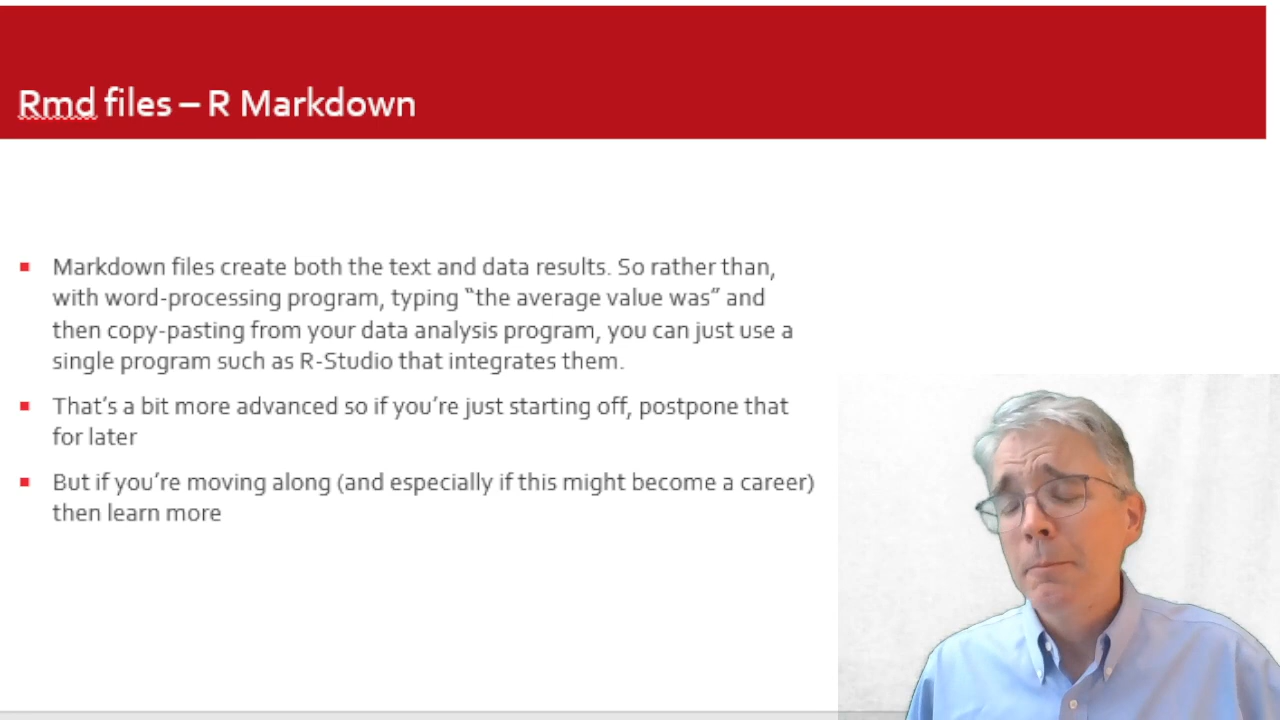 Rmd files – R Markdown
Markdown files create both the text and data results. So rather than,
with word-processing program, typing “the average value was” and
then copy-pasting from your data analysis program, you can just use a
single program such as R-Studio that integrates them.
That’s a bit more advanced so if you’re just starting off, postpone that
for later
But if you’re moving along (and especially if this might become a career)
then learn more